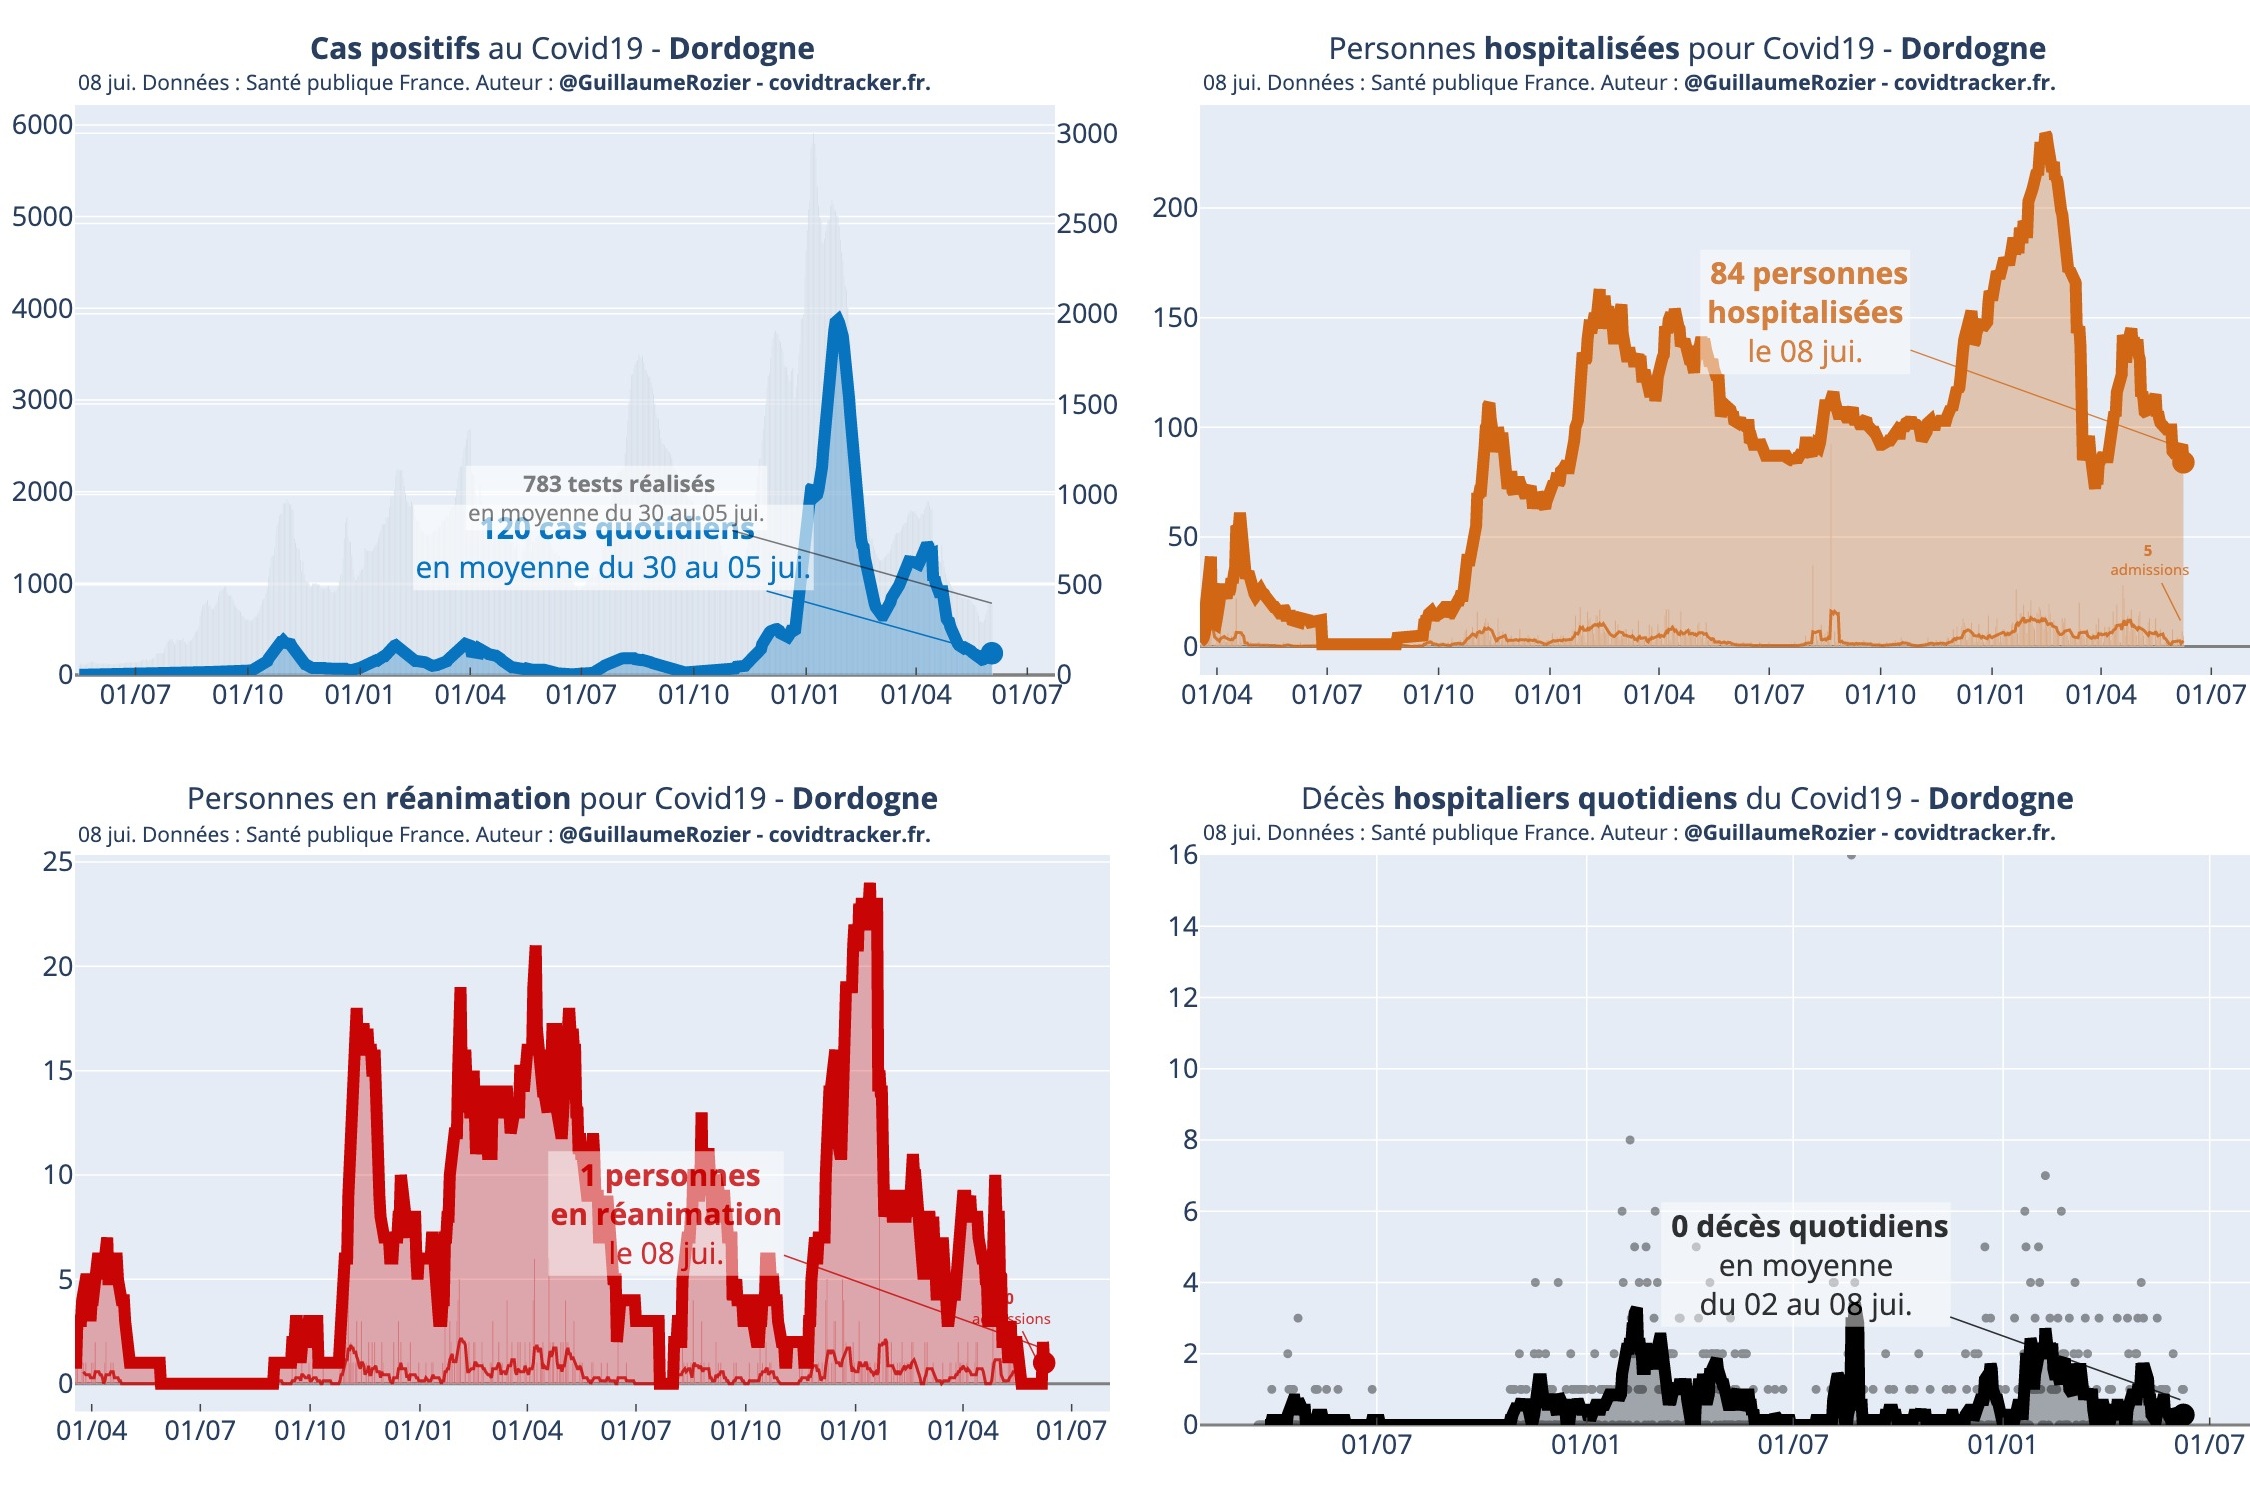 Cas positifs au Covid19 - Dordogne
08 jui. Données : Santé publique France. Auteur : @GuillaumeRozier - covidtracker.fr.
6000
5000
4000
3000
2000
1000
0
3000
2500
2000
1500
1000
500
0
783 tests réalisés
en moyenne du 30 au 05 jui.
120 cas quotidiens
en moyenne du 30 au 05 jui.
01/07 01/10 01/01 01/04 01/07 01/10 01/01 01/04 01/07
Personnes hospitalisées pour Covid19 - Dordogne
08 jui. Données : Santé publique France. Auteur : @GuillaumeRozier - covidtracker.fr.
200
150
100
50
0
84 personnes
hospitalisées
le 08 jui.
5
admissions
01/04 01/07 01/10 01/01 01/04 01/07 01/10 01/01 01/04 01/07
Personnes en réanimation pour Covid19 - Dordogne
08 jui. Données : Santé publique France. Auteur : @GuillaumeRozier - covidtracker.fr.
25
20
15
10
5
0
1 personnes
en réanimation
le 08 jui.
0
admissions
01/04 01/07 01/10 01/01 01/04 01/07 01/10 01/01 01/04 01/07
Décès hospitaliers quotidiens du Covid19 - Dordogne
08 jui. Données : Santé publique France. Auteur : @GuillaumeRozier - covidtracker.fr.
16
14
12
10
8
6
4
2
0
0 décès quotidiens
en moyenne
du 02 au 08 jui.
01/07 01/01 01/07 01/01 01/07